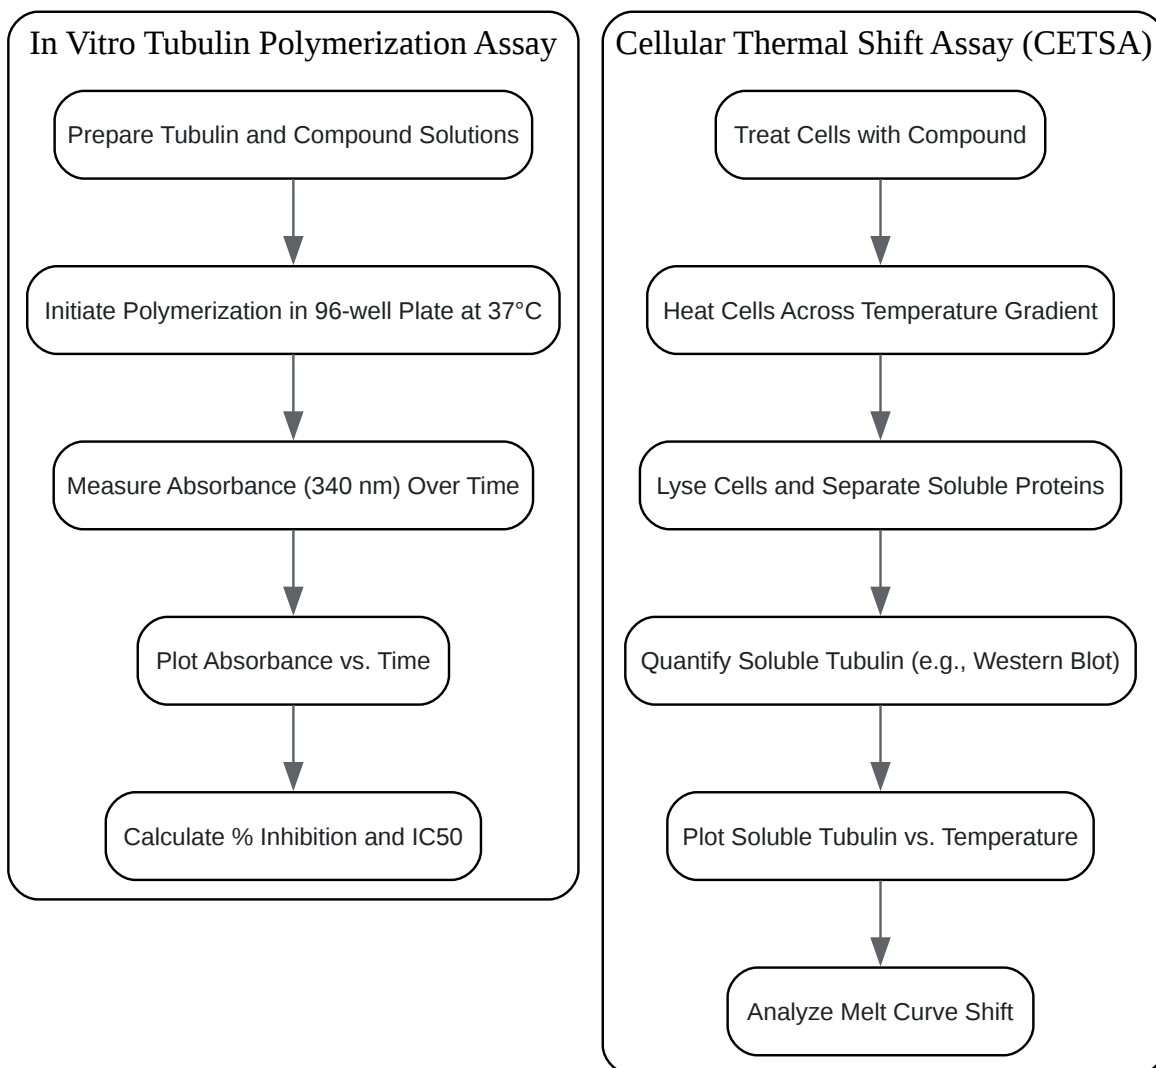 In Vitro Tubulin Polymerization Assay
Prepare Tubulin and Compound Solutions
Initiate Polymerization in 96-well Plate at 37°C
Measure Absorbance (340 nm) Over Time
Plot Absorbance vs. Time
Calculate % Inhibition and IC50
Cellular Thermal Shift Assay (CETSA)
Treat Cells with Compound
Heat Cells Across Temperature Gradient
Lyse Cells and Separate Soluble Proteins
Quantify Soluble Tubulin (e.g., Western Blot)
Plot Soluble Tubulin vs. Temperature
Analyze Melt Curve Shift